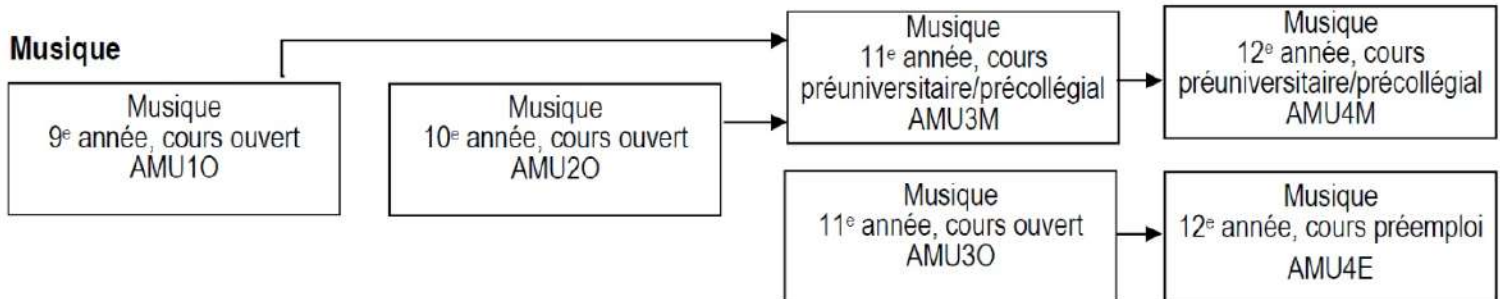 Musique
Musique
9e année, cours ouvert
AMU1O
Musique
10e année, cours ouvert
AMU2O
Musique
11e année, cours
préuniversitaire/précollégial
AMU3M
Musique
12e année, cours
préuniversitaire/précollégial
AMU4M
Musique
11e année, cours ouvert
AMU3O
Musique
12e année, cours préemploi
AMU4E